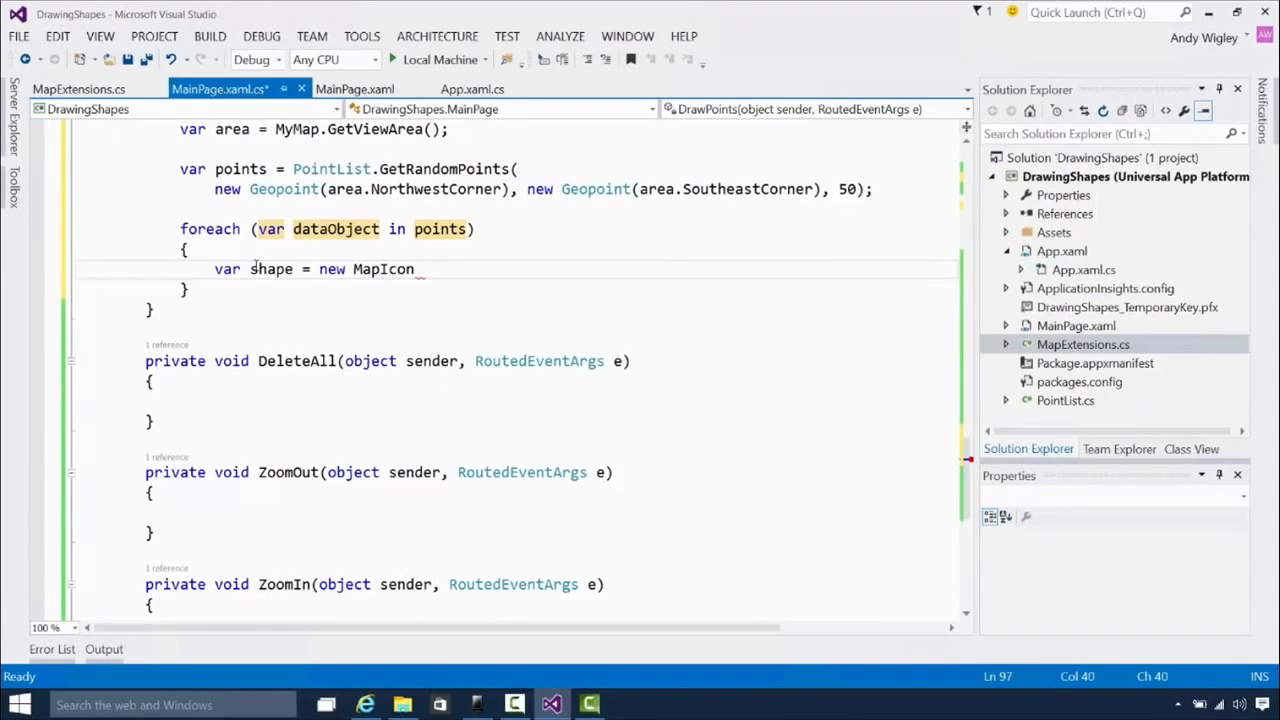 DrawingShapes - Microsoft Visual Studio
1
Quick Launch (Ctrl+Q)
FILE EDIT VIEW PROJECT BUILD DEBUG TEAM TOOLS ARCHITECTURE TEST ANALYZE WINDOW HELP
Andy Wigley AW
Debug Any CPU Local Machine
Server Explorer
Toolbox
MapExtensions.cs MainPage.xaml.cs* MainPage.xaml App.xaml.cs
DrawingShapes DrawingShapes.MainPage DrawPoints(object sender, RoutedEventArgs e)
var area = MyMap.GetViewArea();
var points = PointList.GetRandomPoints(
new Geopoint(area.NorthwestCorner), new Geopoint(area.SoutheastCorner), 50);
foreach (var dataObject in points)
{
var shape = new MapIcon
}
}
1 reference
private void DeleteAll(object sender, RoutedEventArgs e)
{
}
1 reference
private void ZoomOut(object sender, RoutedEventArgs e)
{
}
1 reference
private void ZoomIn(object sender, RoutedEventArgs e)
{
100 %
Error List Output
Solution Explorer
Search Solution Explorer (Ctrl+;)
Solution 'DrawingShapes' (1 project)
DrawingShapes (Universal App Platform
Properties
References
Assets
App.xaml
App.xaml.cs
ApplicationInsights.config
DrawingShapes_TemporaryKey.pfx
MainPage.xaml
MapExtensions.cs
Package.appxmanifest
packages.config
PointList.cs
Solution Explorer Team Explorer Class View
Properties
Notifications
Ready Ln 97 Col 40 Ch 40 INS
Search the web and Windows